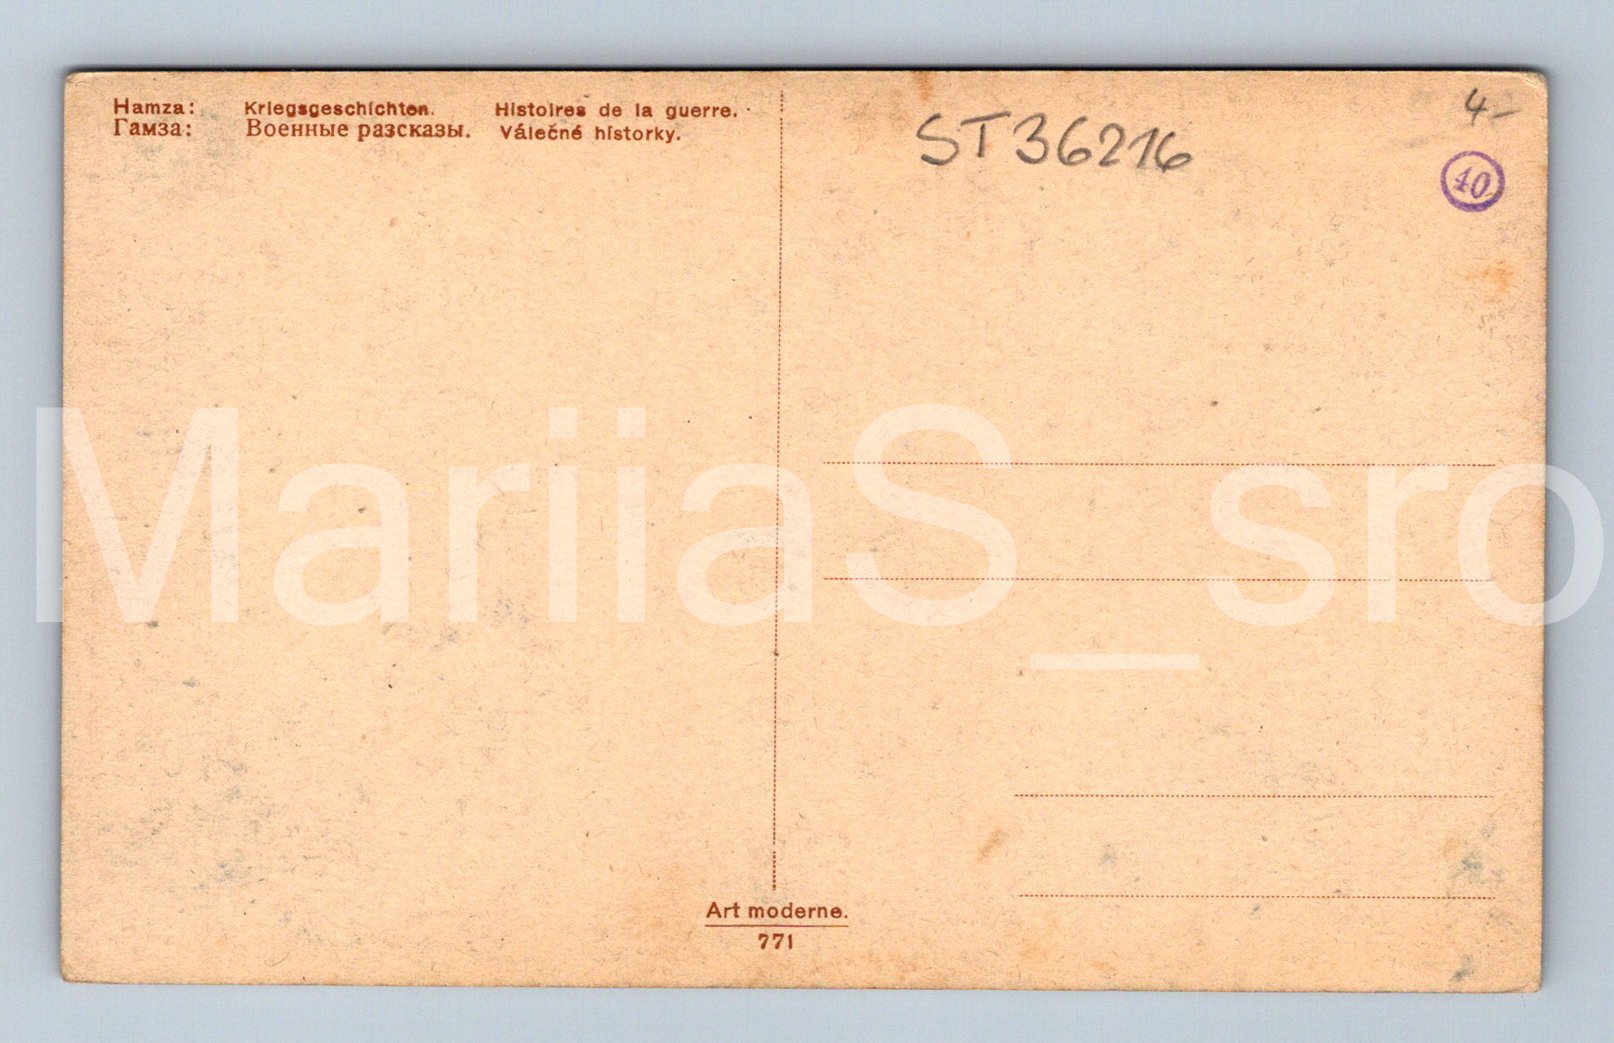 Hamza: Kriegsgeschichten. Histoires de la guerre.
Гамза: Военные разсказы. Válečné historky.
ST36216
4-
40
MariiaS_sro
Art moderne.
771